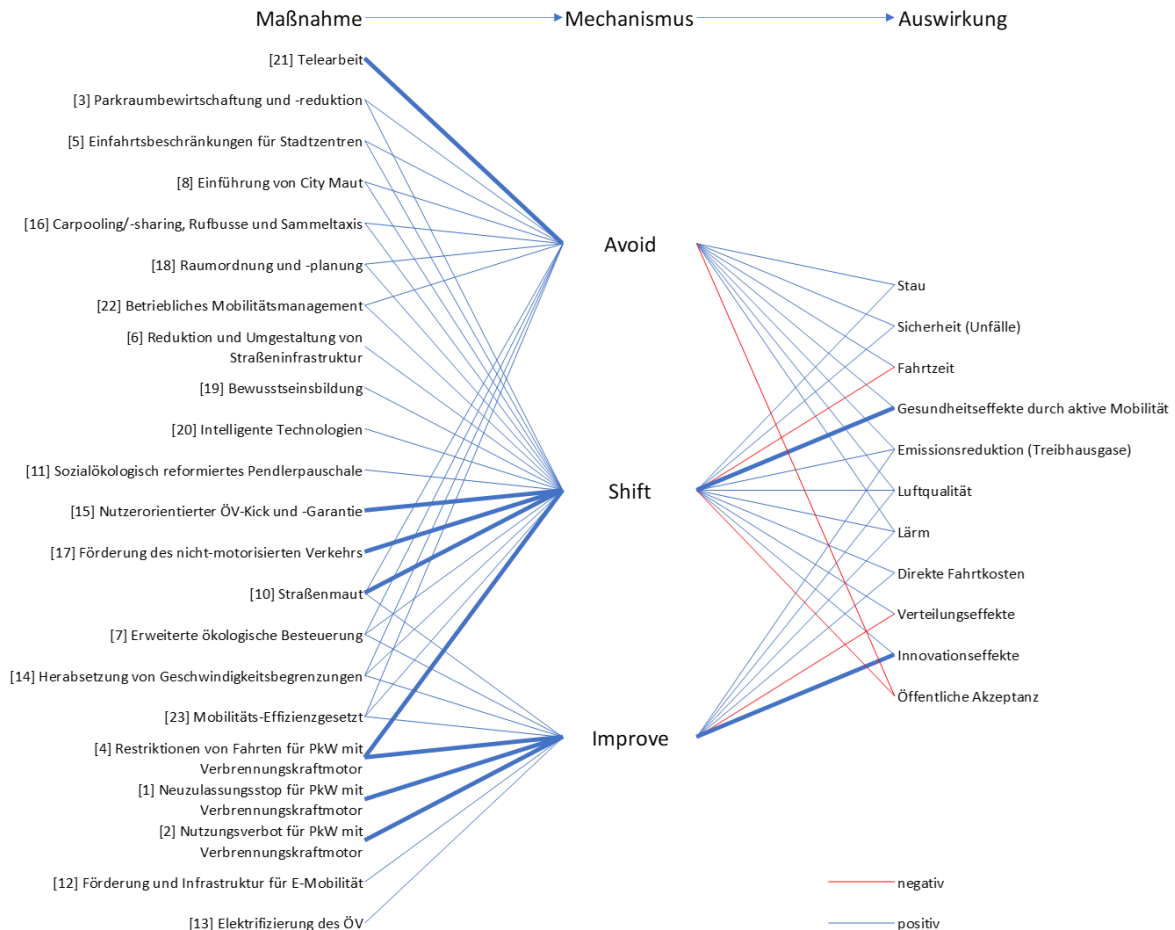 Maßnahme
Mechanismus
Auswirkung
[21] Telearbeit
[3] Parkraumbewirtschaftung und -reduktion
[5] Einfahrtsbeschränkungen für Stadtzentren
[8] Einführung von City Maut
[16] Carpooling/-sharing, Rufbusse und Sammeltaxis
[18] Raumordnung und -planung
[22] Betriebliches Mobilitätsmanagement
[6] Reduktion und Umgestaltung von
Straßeninfrastruktur
[19] Bewusstseinsbildung
[20] Intelligente Technologien
[11] Sozialökologisch reformiertes Pendlerpauschale
[15] Nutzerorientierter ÖV-Kick und -Garantie
[17] Förderung des nicht-motorisierten Verkehrs
[10] Straßenmaut
[7] Erweiterte ökologische Besteuerung
[14] Herabsetzung von Geschwindigkeitsbegrenzungen
[23] Mobilitäts-Effizienzgesetzt
[4] Restriktionen von Fahrten für PkW mit
Verbrennungskraftmotor
[1] Neuzulassungsstop für PkW mit
Verbrennungskraftmotor
[2] Nutzungsverbot für PkW mit
Verbrennungskraftmotor
[12] Förderung und Infrastruktur für E-Mobilität
[13] Elektrifizierung des ÖV
Avoid
Shift
Improve
Stau
Sicherheit (Unfälle)
Fahrtzeit
Gesundheitseffekte durch aktive Mobilität
Emissionsreduktion (Treibhausgase)
Luftqualität
Lärm
Direkte Fahrtkosten
Verteilungseffekte
Innovationseffekte
Öffentliche Akzeptanz
negativ
positiv